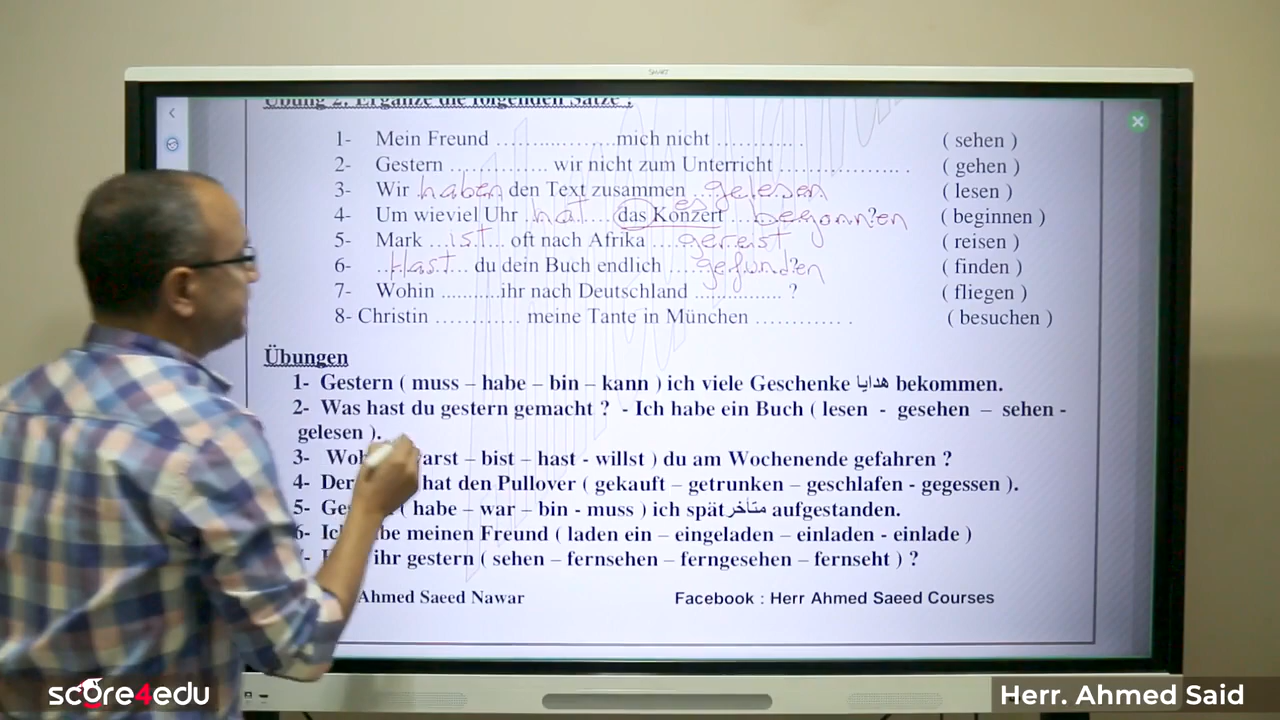 SMART
Übung 2: Ergänze die folgenden Sätze :
1- Mein Freund .................... mich nicht .............. ( sehen )
2- Gestern ............... wir nicht zum Unterricht .................... . ( gehen )
3- Wir haben den Text zusammen gelesen ( lesen )
es
4- Um wieviel Uhr hat das Konzert begonnen? ( beginnen )
5- Mark ist oft nach Afrika gereist ( reisen )
6- Hast du dein Buch endlich gefunden? ( finden )
7- Wohin ..........ihr nach Deutschland ............... ? ( fliegen )
8- Christin ............. meine Tante in München .............. . ( besuchen )
Übungen
1- Gestern ( muss – habe – bin – kann ) ich viele Geschenke هدايا bekommen.
2- Was hast du gestern gemacht ? - Ich habe ein Buch ( lesen - gesehen – sehen -
gelesen ).
3- arst – bist – hast - willst ) du am Wochenende gefahren ?
4- Der hat den Pullover ( gekauft – getrunken – geschlafen - gegessen ).
5- ( habe – war – bin - muss ) ich spät متأخر aufgestanden.
6- be meinen Freund ( laden ein – eingeladen – einladen - einlade )
ihr gestern ( sehen – fernsehen – ferngesehen – fernseht ) ?
Ahmed Saeed Nawar Facebook : Herr Ahmed Saeed Courses
score4edu
Herr. Ahmed Said